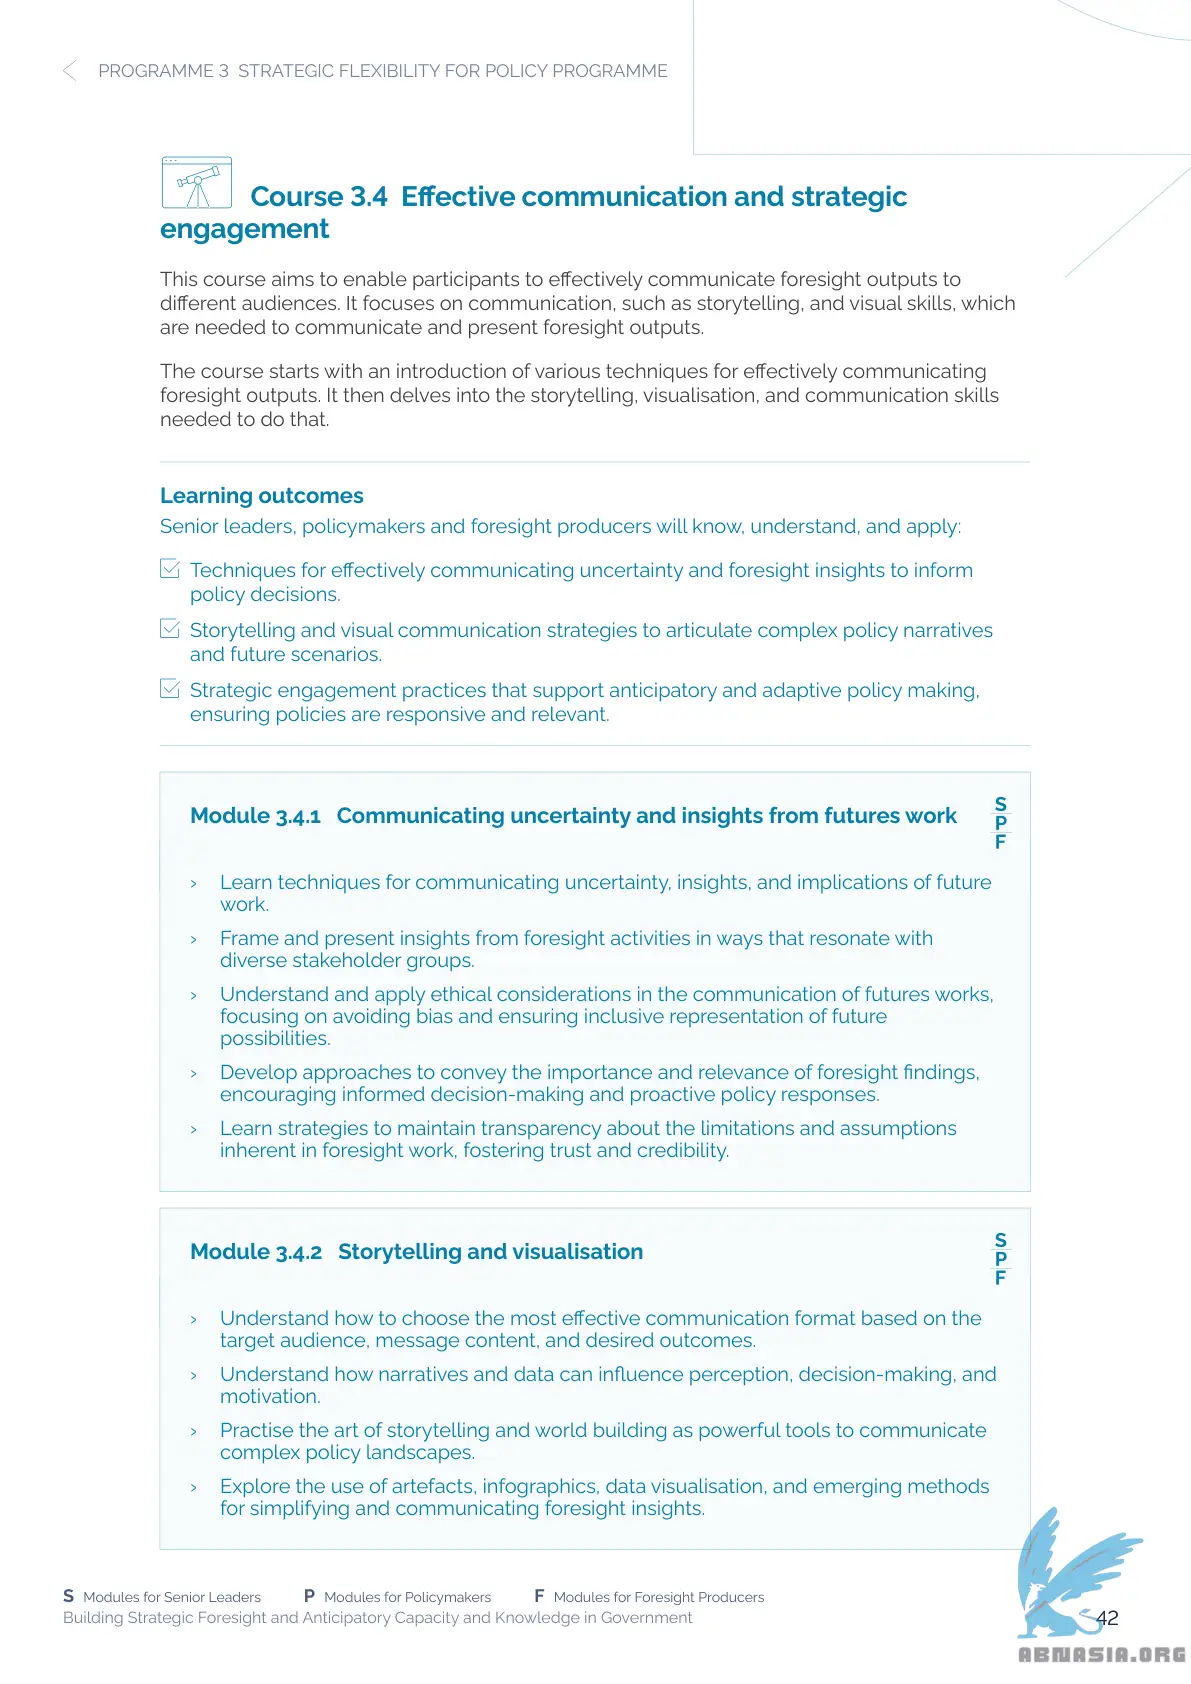 PROGRAMME 3 STRATEGIC FLEXIBILITY FOR POLICY PROGRAMME
Course 3.4 Effective communication and strategic
engagement
This course aims to enable participants to effectively communicate foresight outputs to
different audiences. It focuses on communication, such as storytelling, and visual skills, which
are needed to communicate and present foresight outputs.
The course starts with an introduction of various techniques for effectively communicating
foresight outputs. It then delves into the storytelling, visualisation, and communication skills
needed to do that.
Learning outcomes
Senior leaders, policymakers and foresight producers will know, understand, and apply:
Techniques for effectively communicating uncertainty and foresight insights to inform
policy decisions.
Storytelling and visual communication strategies to articulate complex policy narratives
and future scenarios.
Strategic engagement practices that support anticipatory and adaptive policy making,
ensuring policies are responsive and relevant.
Module 3.4.1 Communicating uncertainty and insights from futures work
S
P
F
› Learn techniques for communicating uncertainty, insights, and implications of future
work.
› Frame and present insights from foresight activities in ways that resonate with
diverse stakeholder groups.
› Understand and apply ethical considerations in the communication of futures works,
focusing on avoiding bias and ensuring inclusive representation of future
possibilities.
› Develop approaches to convey the importance and relevance of foresight findings,
encouraging informed decision-making and proactive policy responses.
› Learn strategies to maintain transparency about the limitations and assumptions
inherent in foresight work, fostering trust and credibility.
Module 3.4.2 Storytelling and visualisation
S
P
F
› Understand how to choose the most effective communication format based on the
target audience, message content, and desired outcomes.
› Understand how narratives and data can influence perception, decision-making, and
motivation.
› Practise the art of storytelling and world building as powerful tools to communicate
complex policy landscapes.
› Explore the use of artefacts, infographics, data visualisation, and emerging methods
for simplifying and communicating foresight insights.
S Modules for Senior Leaders P Modules for Policymakers F Modules for Foresight Producers
Building Strategic Foresight and Anticipatory Capacity and Knowledge in Government
42
ABNASIA.ORG